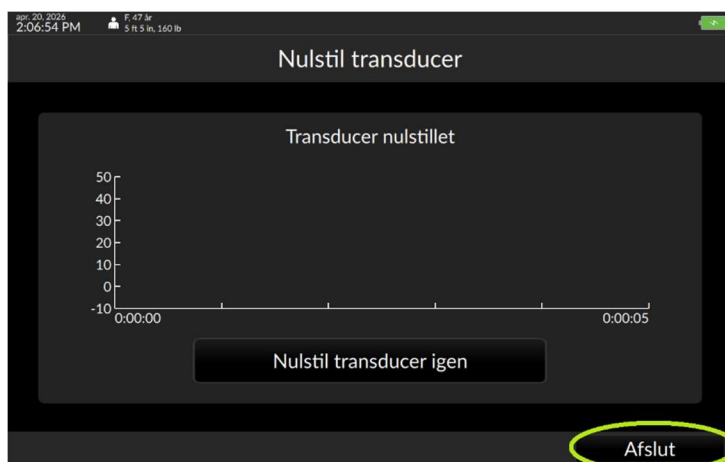 apr. 20, 2026
2:06:54 PM
F, 47 år
5 ft 5 in, 160 lb
Nulstil transducer
Transducer nulstillet
50
40
30
20
10
0
-10
0:00:00 0:00:05
Nulstil transducer igen
Afslut